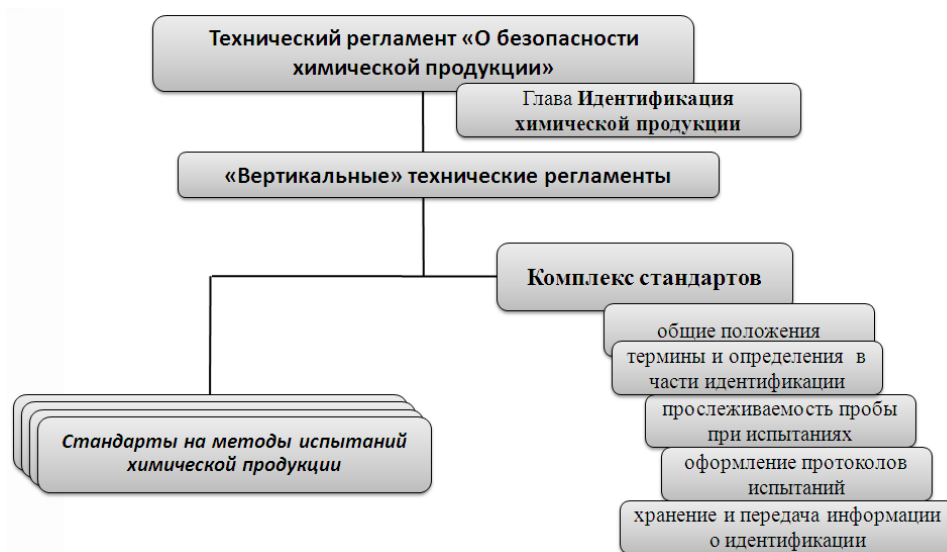 Технический регламент «О безопасности
химической продукции»
Глава Идентификация
химической продукции
«Вертикальные» технические регламенты
Комплекс стандартов
общие положения
термины и определения в
части идентификации
прослеживаемость пробы
при испытаниях
оформление протоколов
испытаний
хранение и передача информации
о идентификации
Стандарты на методы испытаний
химической продукции